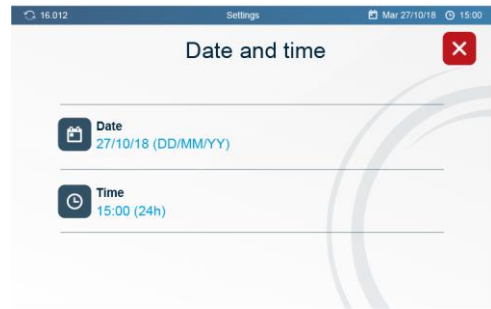 16.012 Settings Mar 27/10/18 15:00
Date and time
Date
27/10/18 (DD/MM/YY)
Time
15:00 (24h)